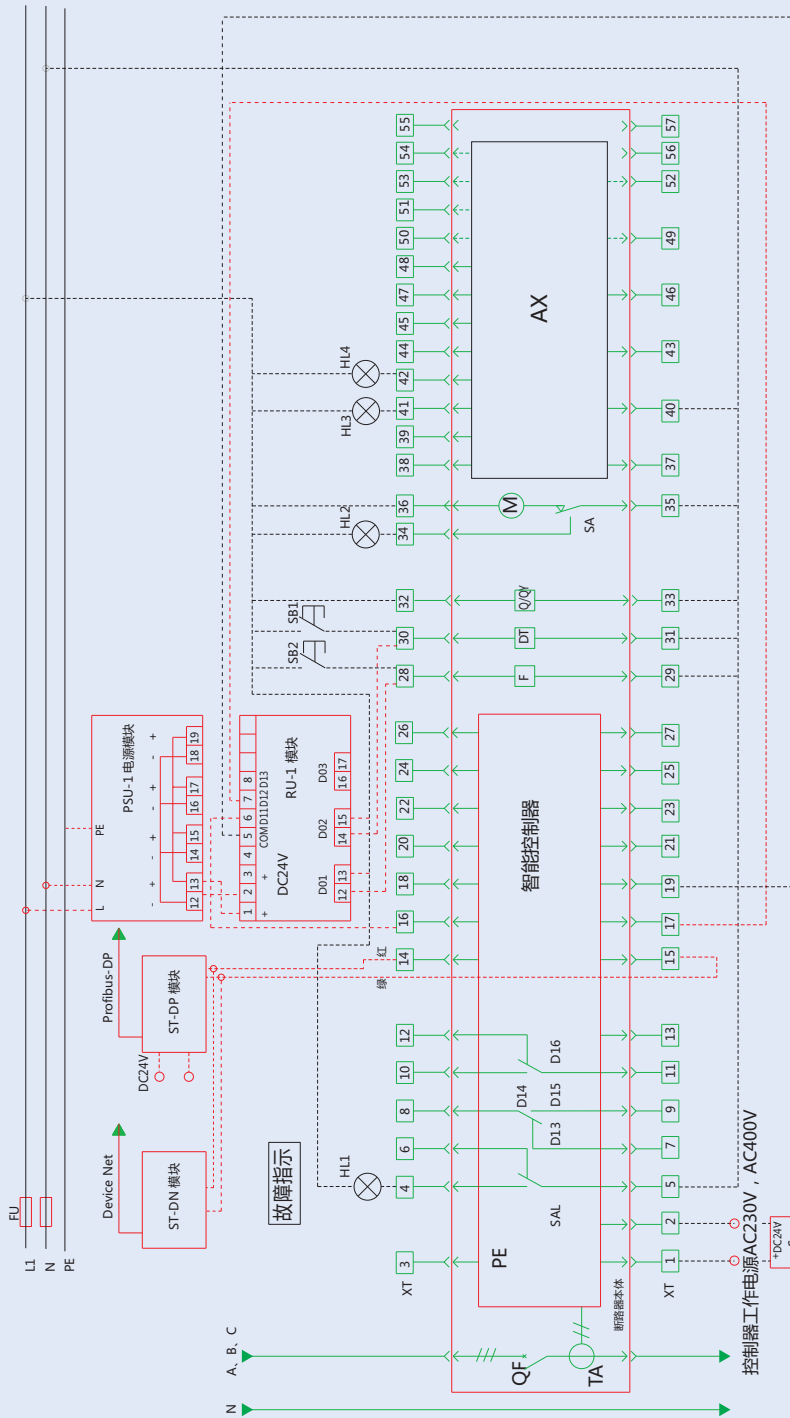 FU
L1
N
PE
L N PE
Device Net
Profibus-DP
ST-DN 模块
ST-DP 模块
DC24V
PSU-1 电源模块
- + - + - + - +
12 13 14 15 16 17 18 19
1 2 3 4 5 6 7 8
+ + COM D11 D12 D13
DC24V
RU-1 模块
D01 D02 D03
12 13 14 15 16 17
故障指示
HL1
SB2 SB1
HL2 HL3 HL4
绿 红
N
A、B、C
XT
3 4 6 8 10 12 14 16 18 20 22 24 26 28 30 32 34 36 38 39 41 42 44 45 47 48 50 51 53 54 55
PE
智能控制器
SAL
D14
D13 D15
D16
F DT Q/QY
M
SA
AX
QF
TA
断路器本体
XT
1 2 5 7 9 11 13 15 17 19 21 23 25 27 29 31 33 35 37 40 43 46 49 52 56 57
控制器工作电源AC230V，AC400V
+DC24V